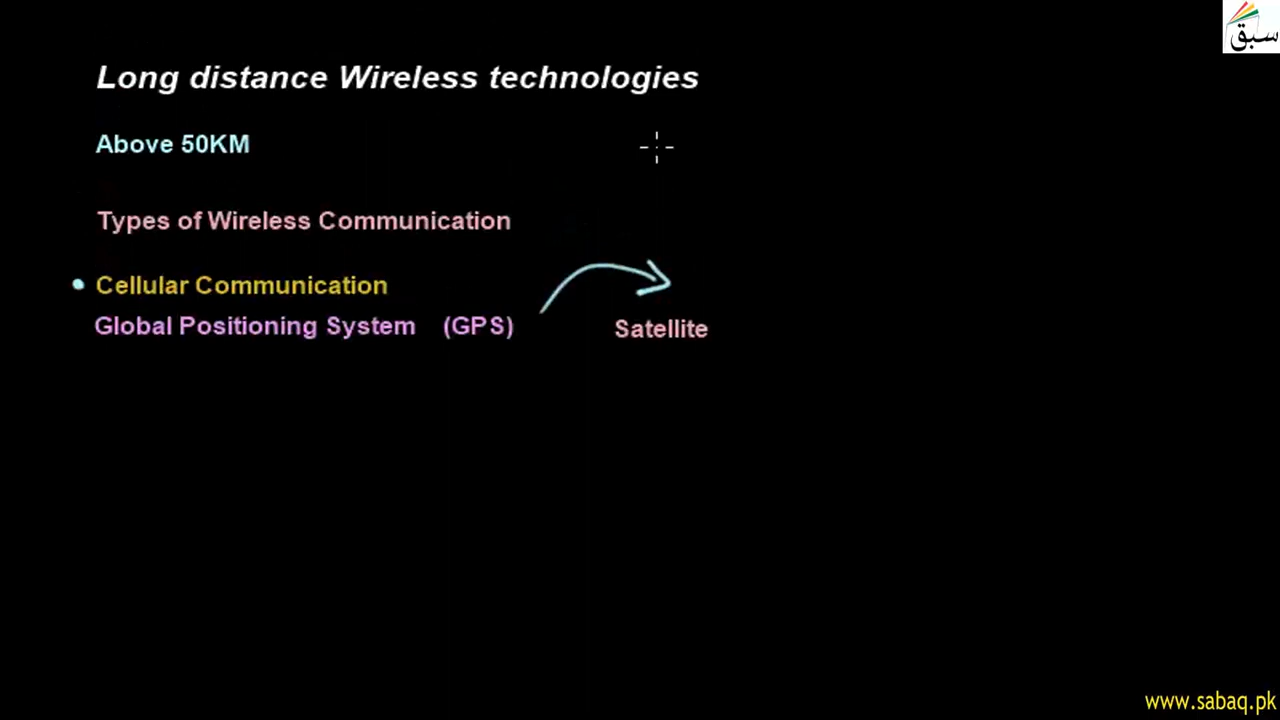 سبق
Long distance Wireless technologies
Above 50KM
Types of Wireless Communication
• Cellular Communication
Global Positioning System (GPS)
Satellite
www.sabaq.pk